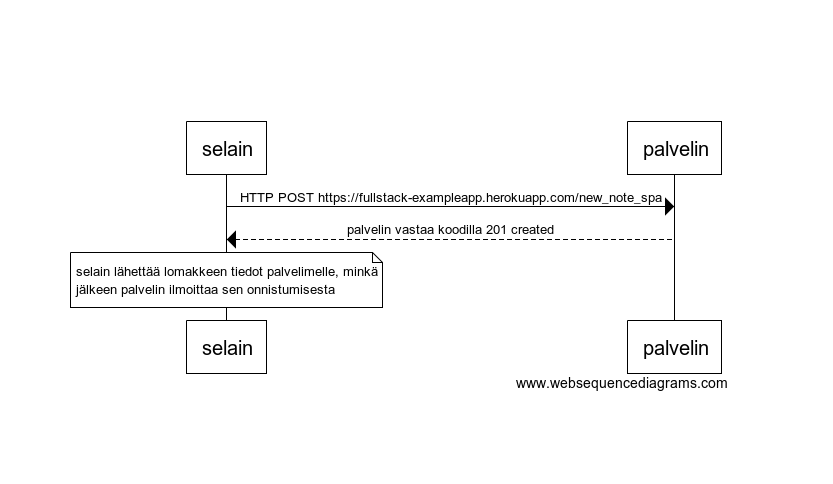 selain
palvelin
HTTP POST https://fullstack-exampleapp.herokuapp.com/new_note_spa
palvelin vastaa koodilla 201 created
selain lähettää lomakkeen tiedot palvelimelle, minkä
jälkeen palvelin ilmoittaa sen onnistumisesta
selain
palvelin
www.websequencediagrams.com